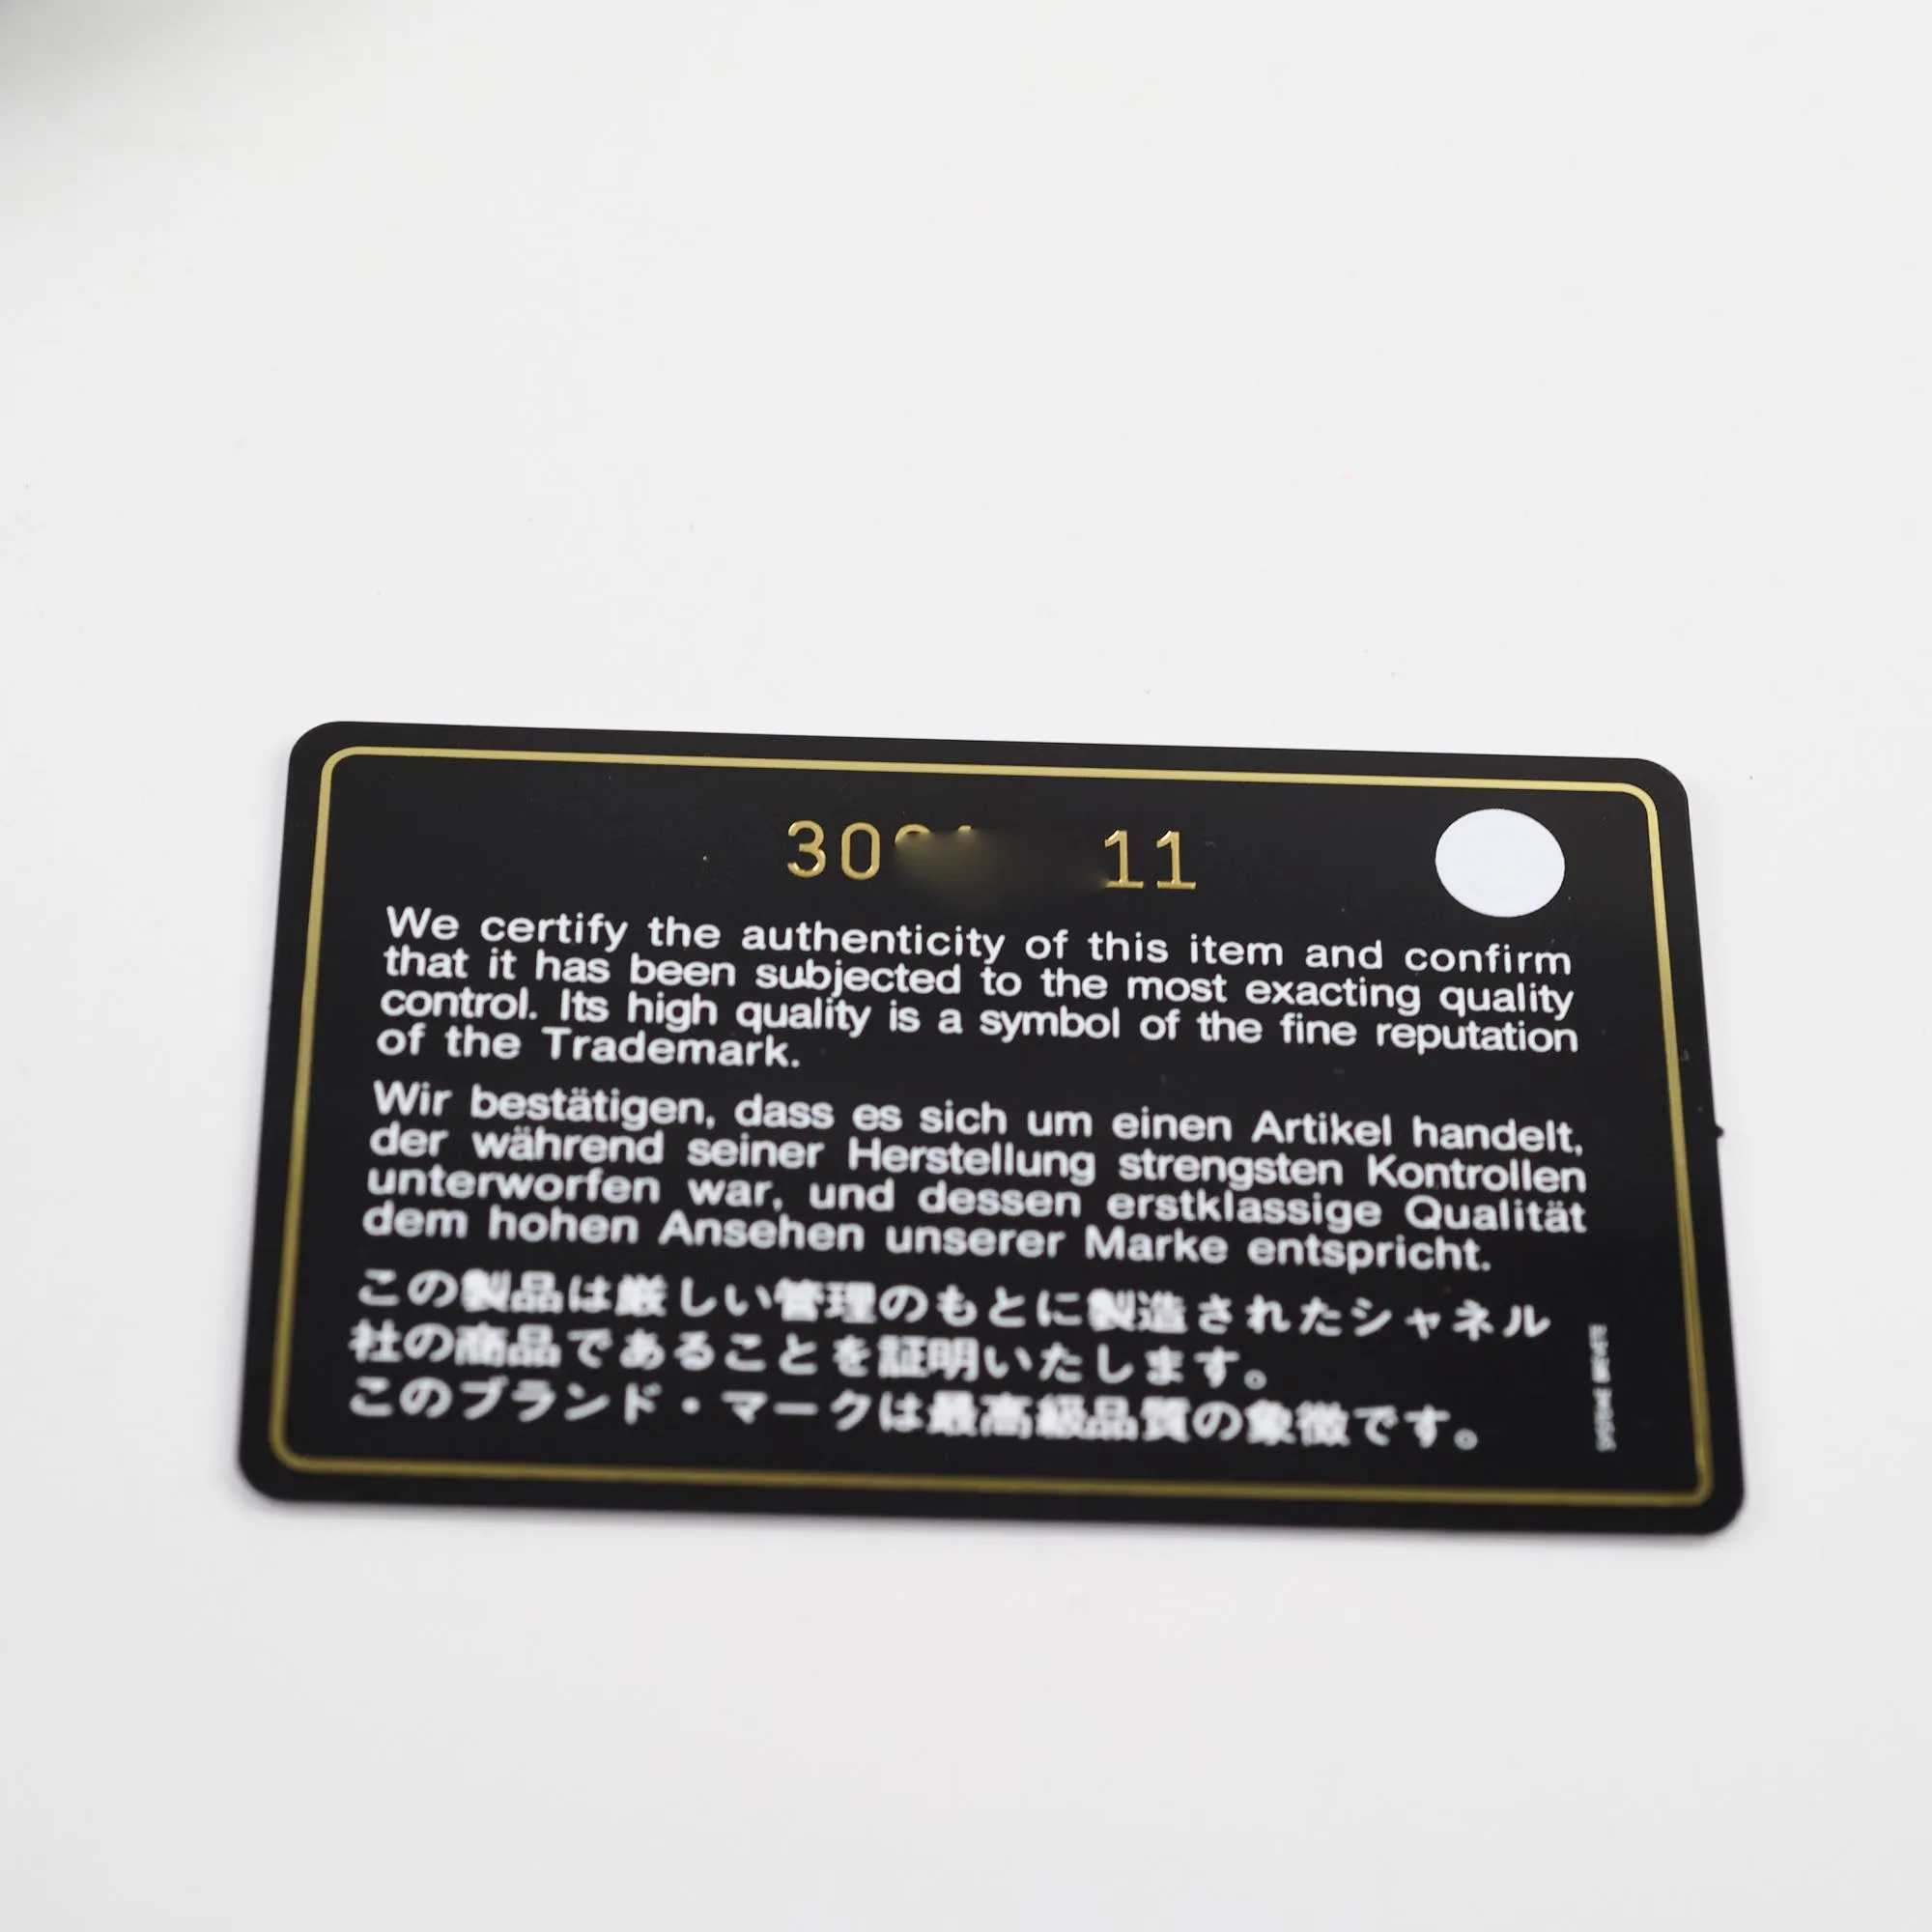 30 11
We certify the authenticity of this item and confirm
that it has been subjected to the most exacting quality
control. Its high quality is a symbol of the fine reputation
of the Trademark.
Wir bestätigen, dass es sich um einen Artikel handelt,
der während seiner Herstellung strengsten Kontrollen
unterworfen war, und dessen erstklassige Qualität
dem hohen Ansehen unserer Marke entspricht.
この製品は厳しい管理のもとに製造されたシャネル
社の商品であることを証明いたします。
このブランド・マークは最高級品質の象徴です。